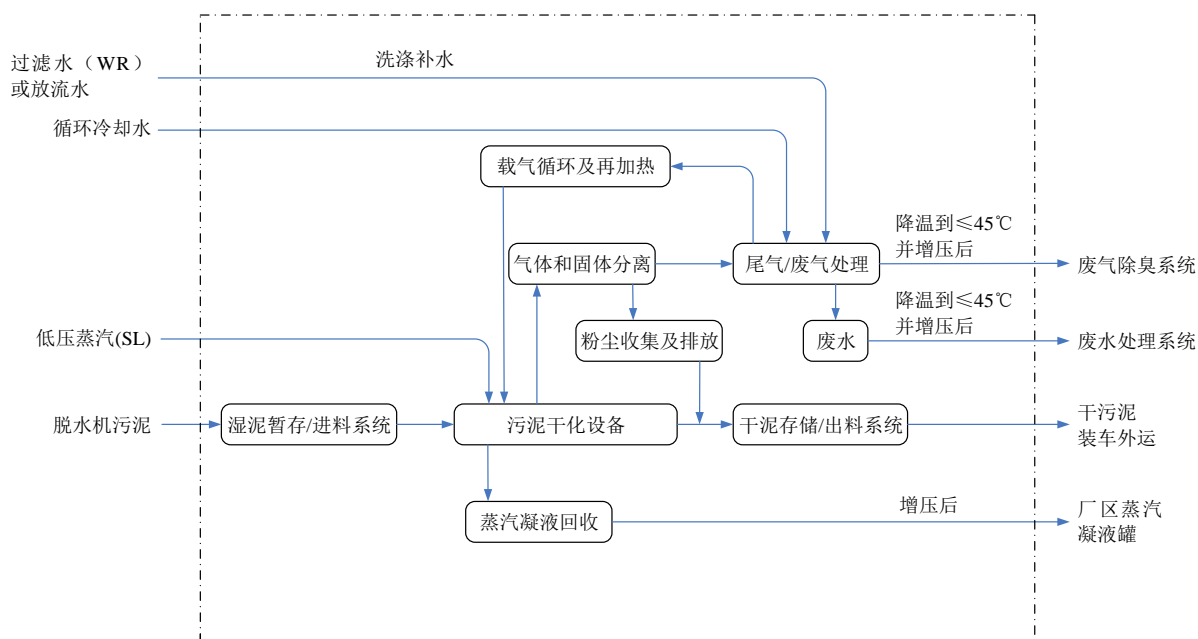 过滤水（WR）
或放流水
洗涤补水
循环冷却水
载气循环及再加热
气体和固体分离
尾气/废气处理
降温到≤45℃
并增压后
废气除臭系统
低压蒸汽(SL)
粉尘收集及排放
废水
降温到≤45℃
并增压后
废水处理系统
脱水机污泥
湿泥暂存/进料系统
污泥干化设备
干泥存储/出料系统
干污泥
装车外运
蒸汽凝液回收
增压后
厂区蒸汽
凝液罐